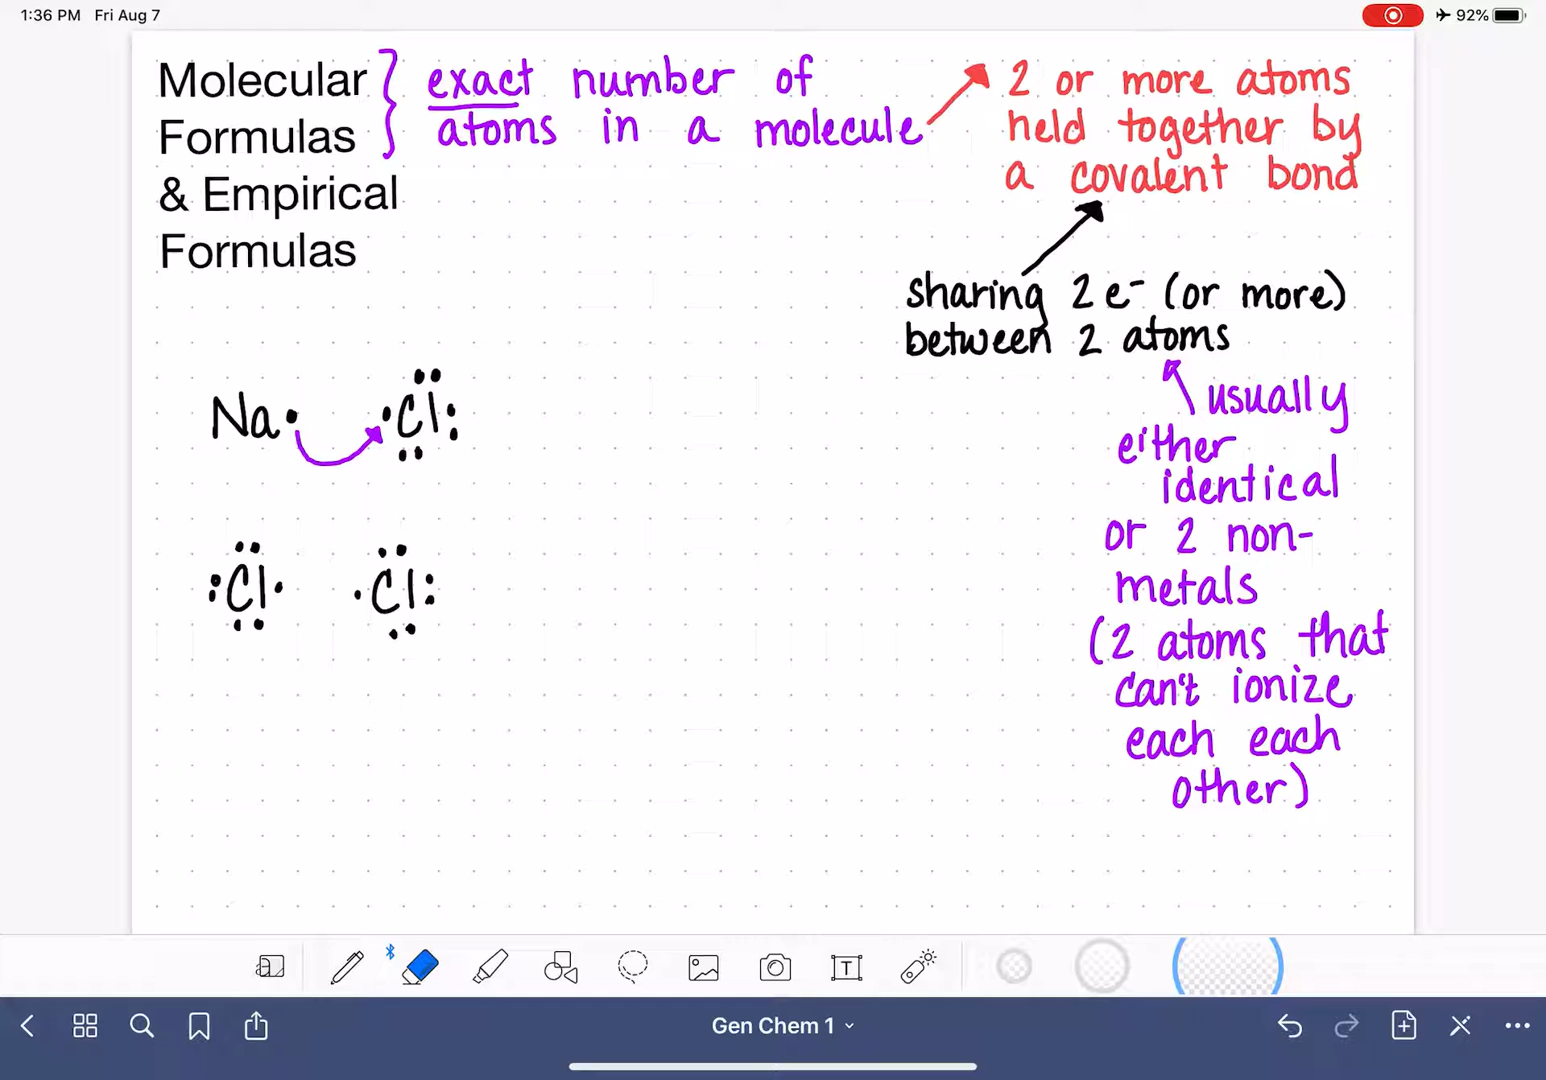 1:36 PM Fri Aug 7
92%
Molecular
Formulas
& Empirical
Formulas
exact number of
atoms in a molecule
2 or more atoms
held together by
a covalent bond
sharing 2 e⁻ (or more)
between 2 atoms
usually
either
identical
or 2 non-
metals
(2 atoms that
can't ionize
each each
other)
Na Cl
Cl Cl
T
Gen Chem 1